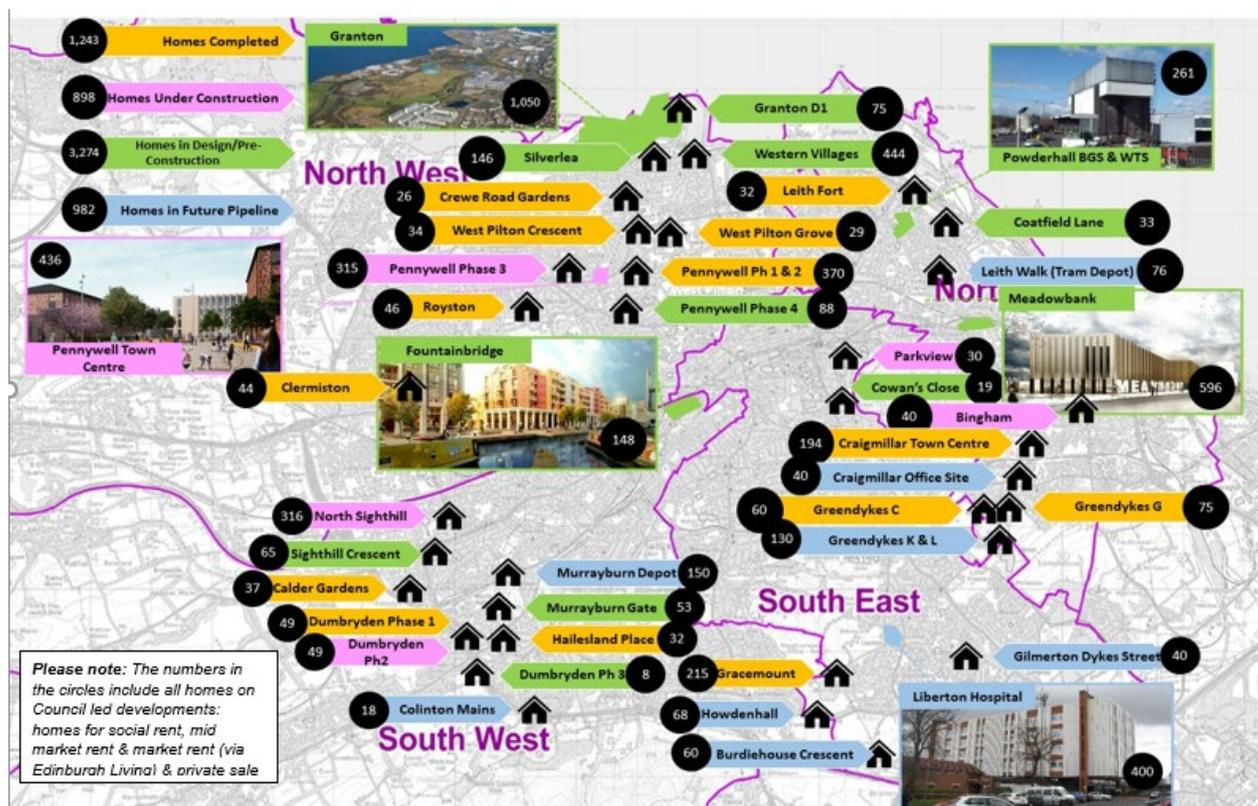 1,243 Homes Completed
898 Homes Under Construction
3,274 Homes in Design/Pre-
Construction
982 Homes in Future Pipeline
Granton
1,050
261
Powderhall BGS & WTS
Granton D1 75
146 Silverlea
Western Villages 444
North West
26 Crewe Road Gardens
32 Leith Fort
34 West Pilton Crescent
West Pilton Grove 29
Coatfield Lane 33
315 Pennywell Phase 3
Pennywell Ph 1 & 2 370
Leith Walk (Tram Depot) 76
46 Royston
Pennywell Phase 4 88
Nort
Meadowbank
596
436
Pennywell Town
Centre
Fountainbridge
148
44 Clermiston
Parkview 30
Cowan's Close 19
40 Bingham
194 Craigmillar Town Centre
40 Craigmillar Office Site
60 Greendykes C
Greendykes G 75
130 Greendykes K & L
316 North Sighthill
65 Sighthill Crescent
37 Calder Gardens
Murrayburn Depot 150
49 Dumbryden Phase 1
Murrayburn Gate 53
49 Dumbryden
Ph2
Hailesland Place 32
Dumbryden Ph 3 8
South East
215 Gracemount
Gilmerton Dykes Street 40
18 Colinton Mains
68 Howdenhall
South West
60 Burdiehouse Crescent
Liberton Hospital
400
Please note: The numbers in
the circles include all homes on
Council led developments:
homes for social rent, mid
market rent & market rent (via
Edinburgh Living) & private sale